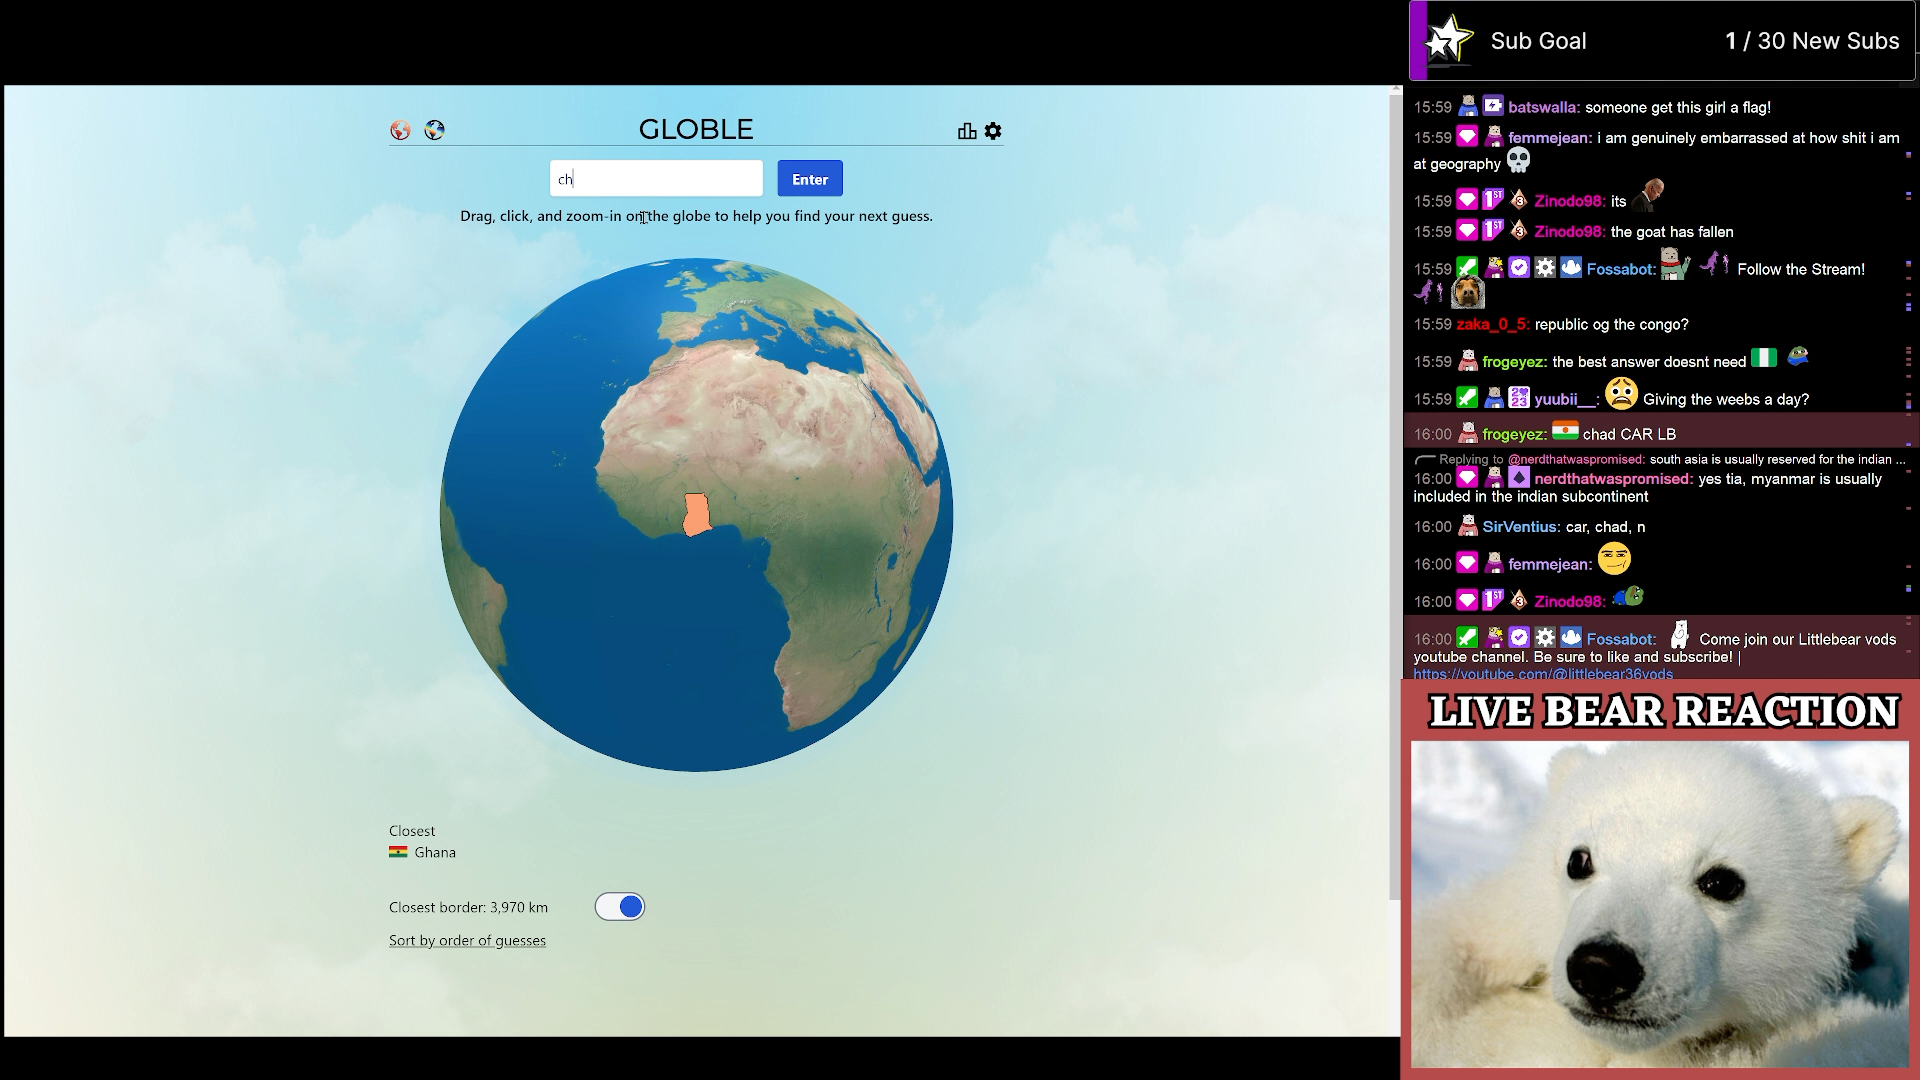 GLOBLE
ch
Enter
Drag, click, and zoom-in on the globe to help you find your next guess.
Closest
Ghana
Closest border: 3,970 km
Sort by order of guesses
Sub Goal
1 / 30 New Subs
15:59 batswalla: someone get this girl a flag!
15:59 femmejean: i am genuinely embarrassed at how shit i am
at geography
15:59 1ST 3 Zinodo98: its
15:59 1ST 3 Zinodo98: the goat has fallen
15:59 Fossabot: Follow the Stream!
15:59 zaka_0_5: republic og the congo?
15:59 frogeyez: the best answer doesnt need
15:59 yuubii__: Giving the weebs a day?
16:00 frogeyez: chad CAR LB
Replying to @nerdthatwaspromised: south asia is usually reserved for the indian ...
16:00 nerdthatwaspromised: yes tia, myanmar is usually
included in the indian subcontinent
16:00 SirVentius: car, chad, n
16:00 femmejean:
16:00 1ST 3 Zinodo98:
16:00 Fossabot: Come join our Littlebear vods
youtube channel. Be sure to like and subscribe! |
https://youtube.com/@littlebear36vods
LIVE BEAR REACTION